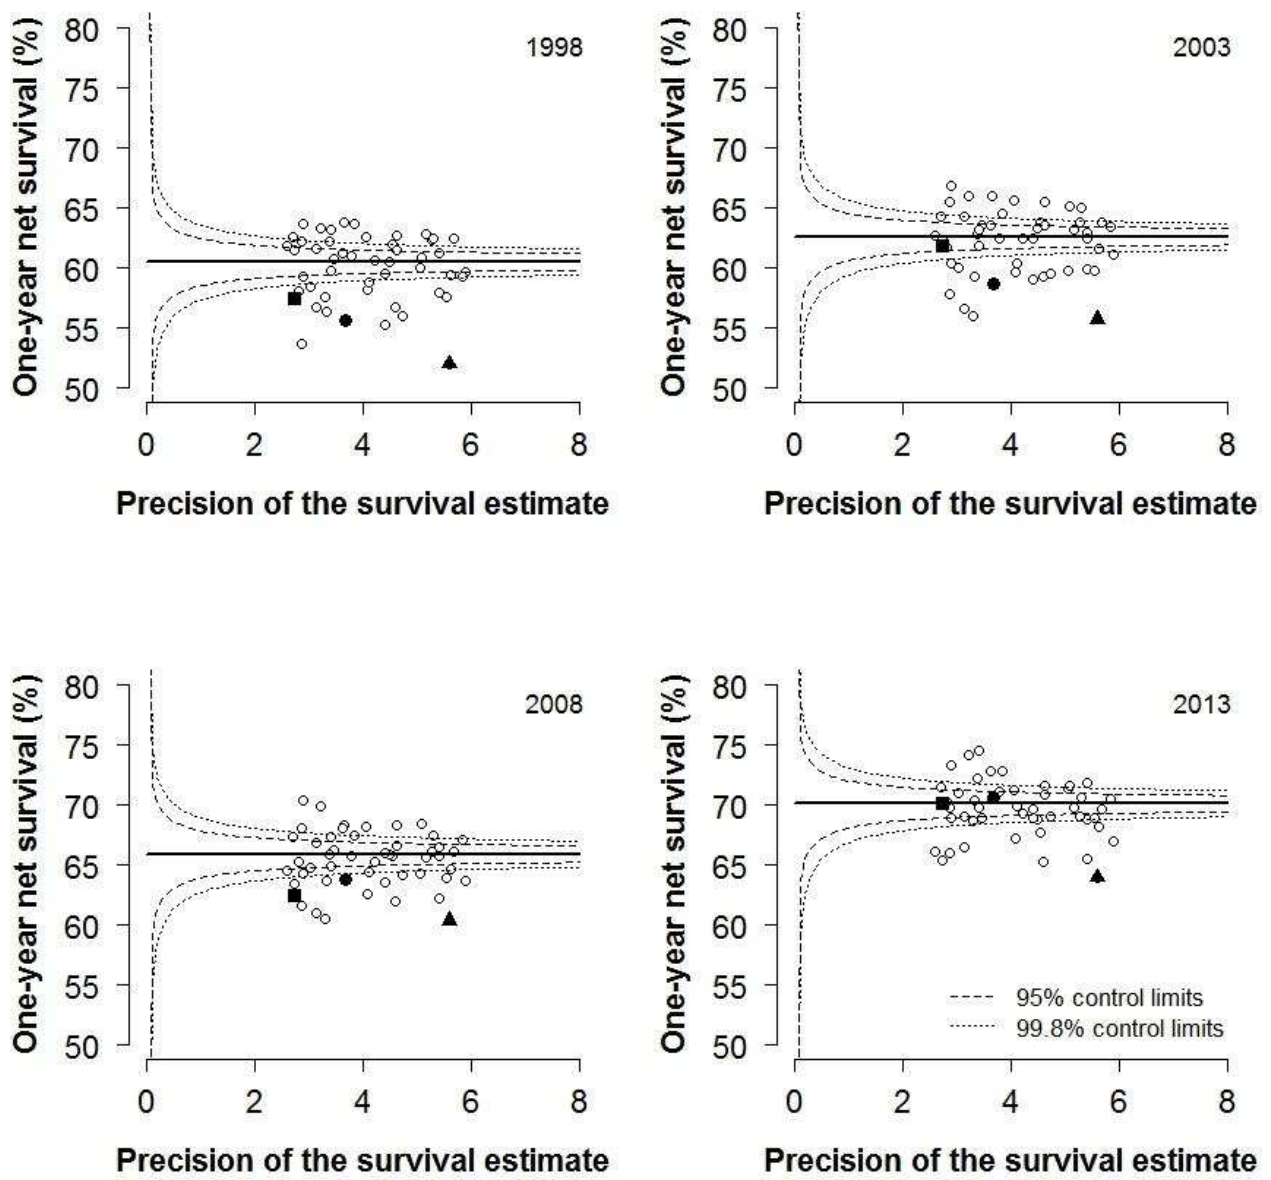 One-year net survival (%)
80
75
70
65
60
55
50
1998
0 2 4 6 8
Precision of the survival estimate
One-year net survival (%)
80
75
70
65
60
55
50
2003
0 2 4 6 8
Precision of the survival estimate
One-year net survival (%)
80
75
70
65
60
55
50
2008
0 2 4 6 8
Precision of the survival estimate
One-year net survival (%)
80
75
70
65
60
55
50
2013
95% control limits
99.8% control limits
0 2 4 6 8
Precision of the survival estimate